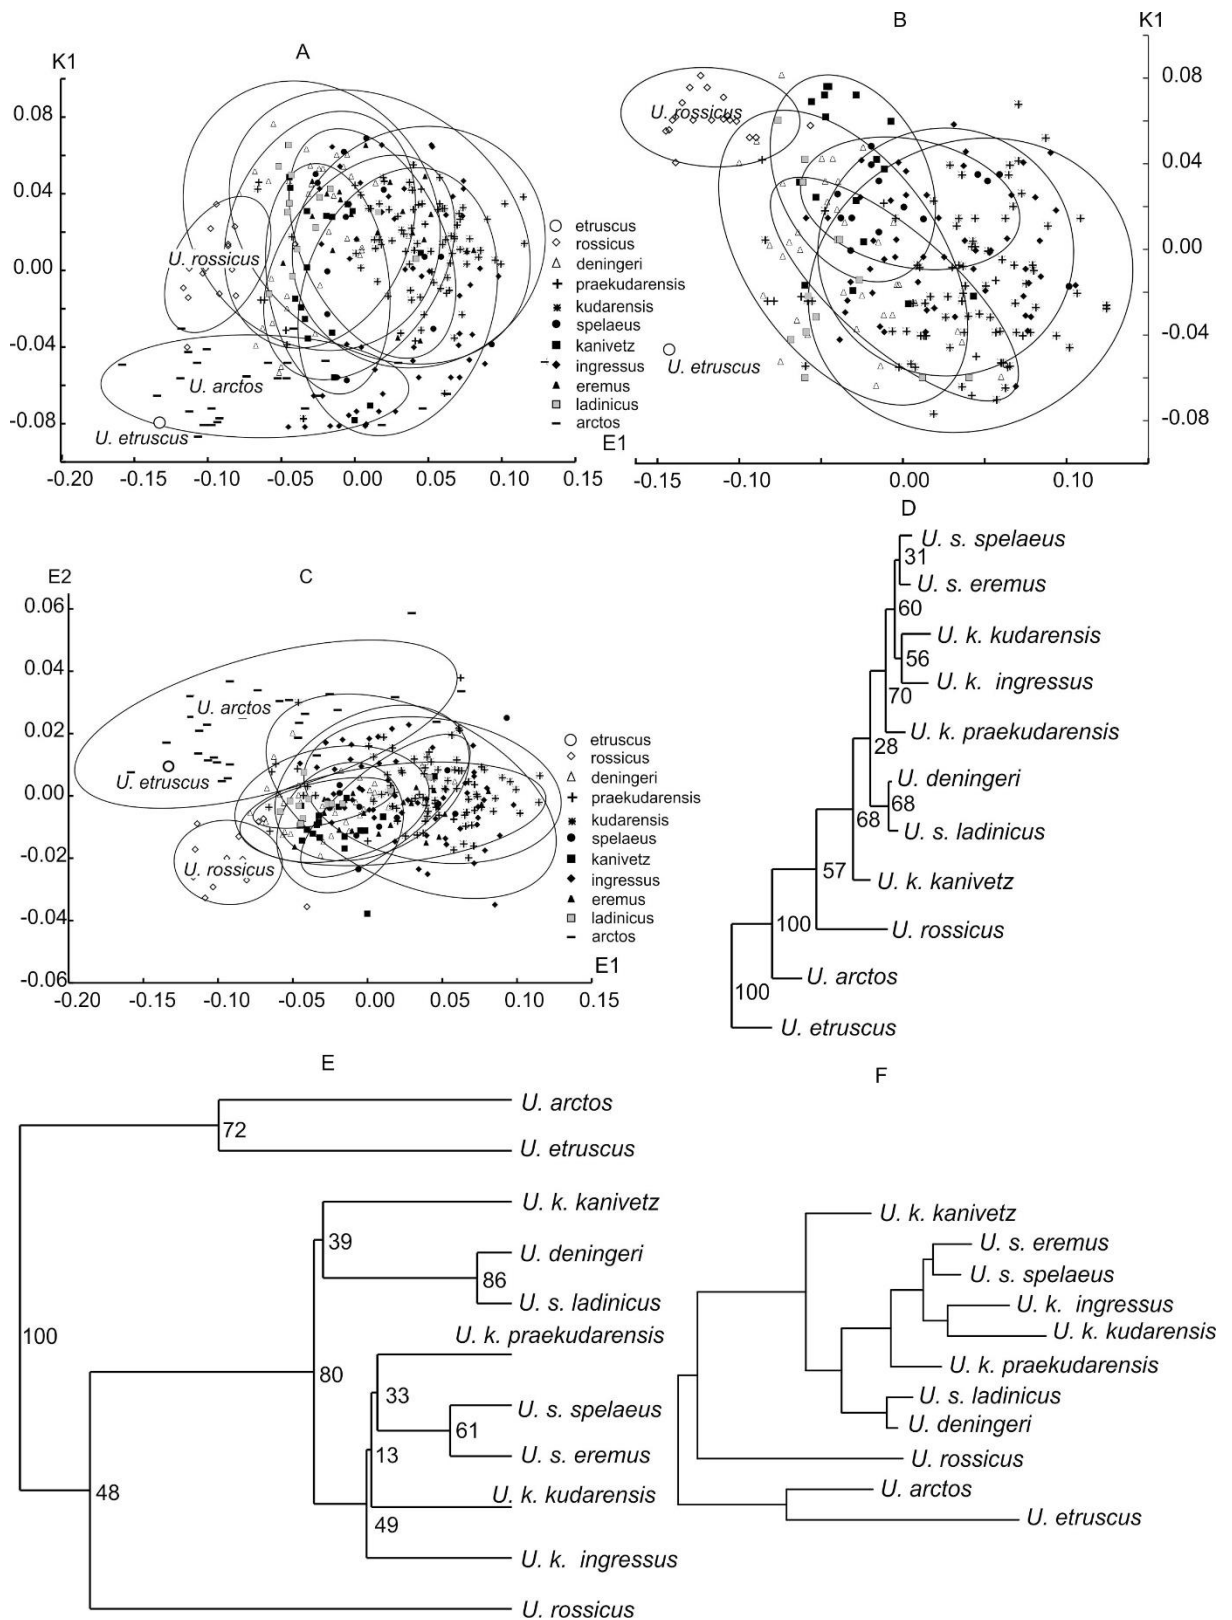 A
K1
0.08
0.04
0.00
-0.04
-0.08
U. rossicus
U. arctos
U. etruscus
E1
-0.20 -0.15 -0.10 -0.05 0.00 0.05 0.10 0.15
etruscus
rossicus
deningeri
praekudarensis
kudarensis
spelaeus
kanivetz
ingressus
eremus
ladinicus
arctos
B
K1
0.08
0.04
0.00
-0.04
-0.08
U. rossicus
U. etruscus
-0.15 -0.10 -0.05 0.00 0.05 0.10
C
E2
0.06
0.04
0.02
0.00
-0.02
-0.04
-0.06
U. arctos
U. etruscus
U. rossicus
E1
-0.20 -0.15 -0.10 -0.05 0.00 0.05 0.10 0.15
etruscus
rossicus
deningeri
praekudarensis
kudarensis
spelaeus
kanivetz
ingressus
eremus
ladinicus
arctos
D
U. s. spelaeus
31
U. s. eremus
60
U. k. kudarensis
56
U. k. ingressus
70
U. k. praekudarensis
28
U. deningeri
68
68
U. s. ladinicus
57
U. k. kanivetz
100
U. rossicus
U. arctos
100
U. etruscus
E
U. arctos
72
U. etruscus
U. k. kanivetz
39
U. deningeri
86
U. s. ladinicus
U. k. praekudarensis
100
80
33
U. s. spelaeus
61
13
U. s. eremus
48
U. k. kudarensis
49
U. k. ingressus
U. rossicus
F
U. k. kanivetz
U. s. eremus
U. s. spelaeus
U. k. ingressus
U. k. kudarensis
U. k. praekudarensis
U. s. ladinicus
U. deningeri
U. rossicus
U. arctos
U. etruscus